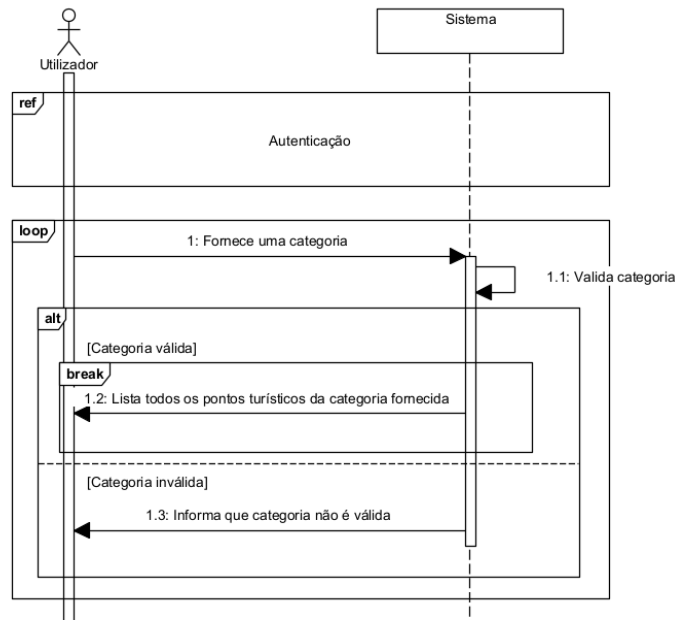 Sistema
Utilizador
ref
Autenticação
loop
1: Fornece uma categoria
1.1: Valida categoria
alt
[Categoria válida]
break
1.2: Lista todos os pontos turísticos da categoria fornecida
[Categoria inválida]
1.3: Informa que categoria não é válida